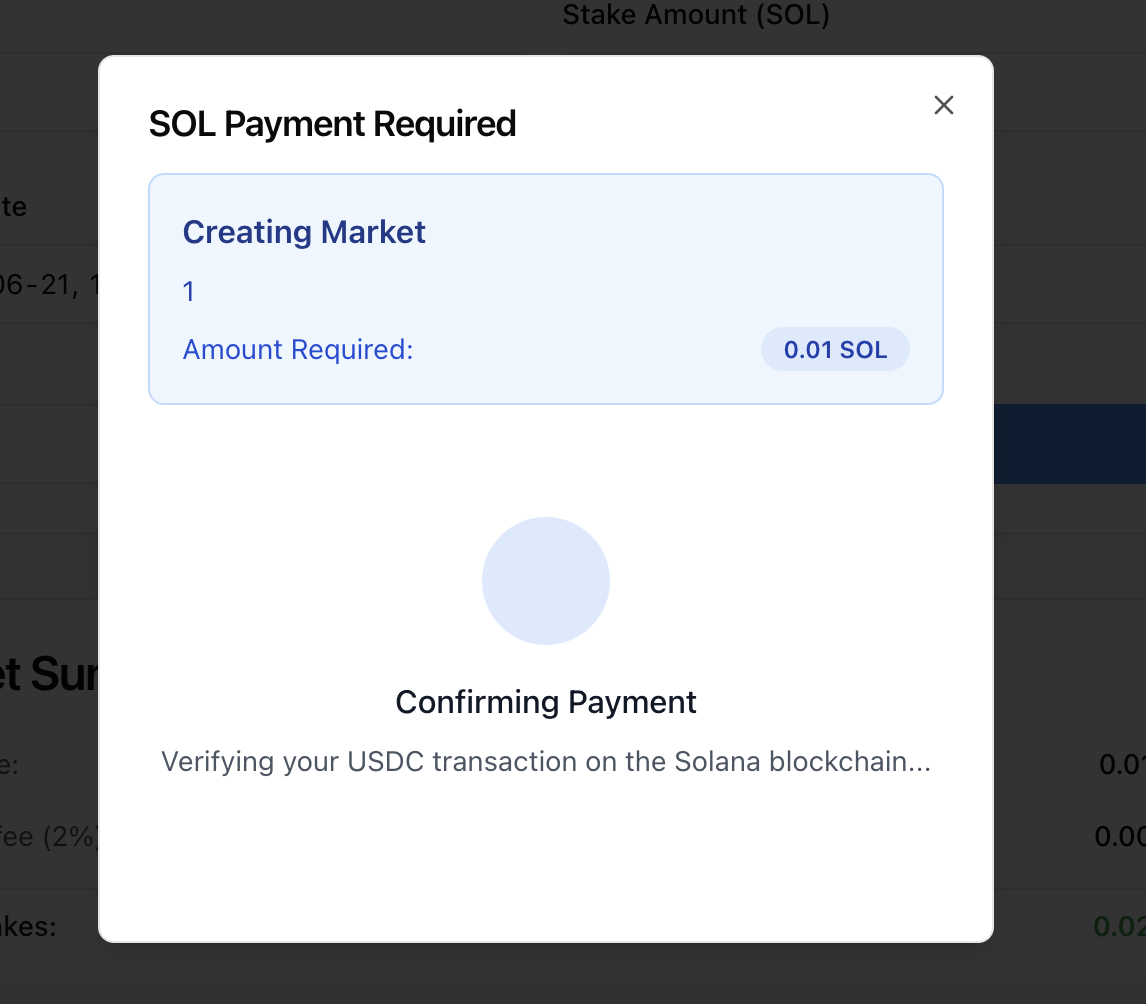 Stake Amount (SOL)
SOL Payment Required
Creating Market
te
1
06-21, 1
Amount Required:
0.01 SOL
et Sur
Confirming Payment
Verifying your USDC transaction on the Solana blockchain...
e:
0.01
fee (2%)
0.00
akes:
0.02